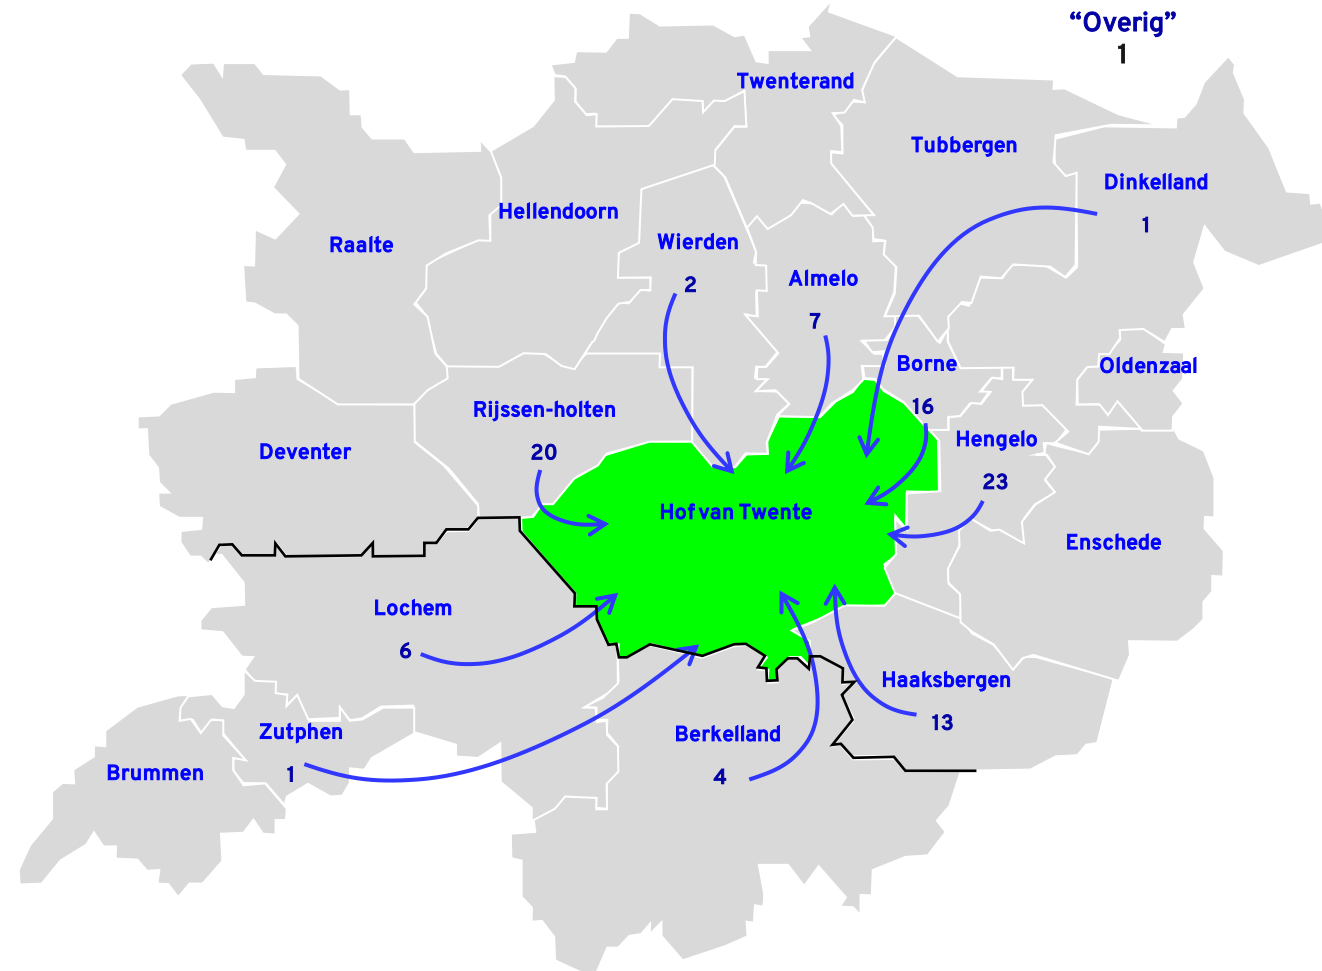 “Overig”
1
Twenterand
Tubbergen
Dinkelland
1
Hellendoorn
Raalte
Wierden
2
Almelo
7
Borne
16
Oldenzaal
Rijssen-holten
20
Hengelo
23
Deventer
Hof van Twente
Enschede
Lochem
6
Haaksbergen
13
Zutphen
1
Berkelland
4
Brummen